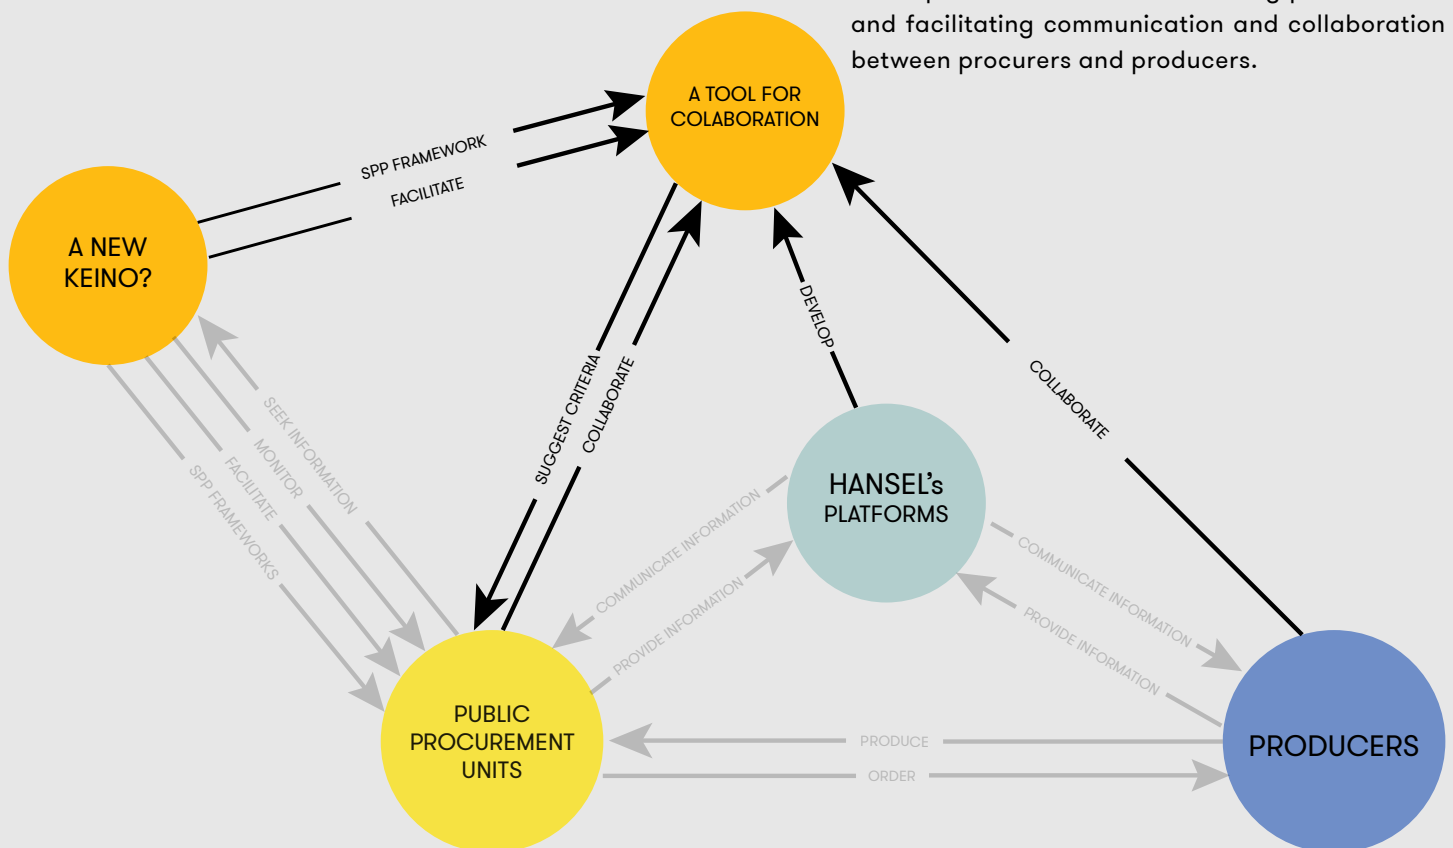 and facilitating communication and collaboration
between procurers and producers.
A TOOL FOR
COLABORATION
SPP FRAMEWORK
FACILITATE
A NEW
KEINO?
DEVELOP
SUGGEST CRITERIA
COLLABORATE
COLLABORATE
SEEK INFORMATION
MONITOR
FACILITATE
SPP FRAMEWORKS
HANSEL's
PLATFORMS
COMMUNICATE INFORMATION
PROVIDE INFORMATION
COMMUNICATE INFORMATION
PROVIDE INFORMATION
PUBLIC
PROCUREMENT
UNITS
PRODUCE
ORDER
PRODUCERS